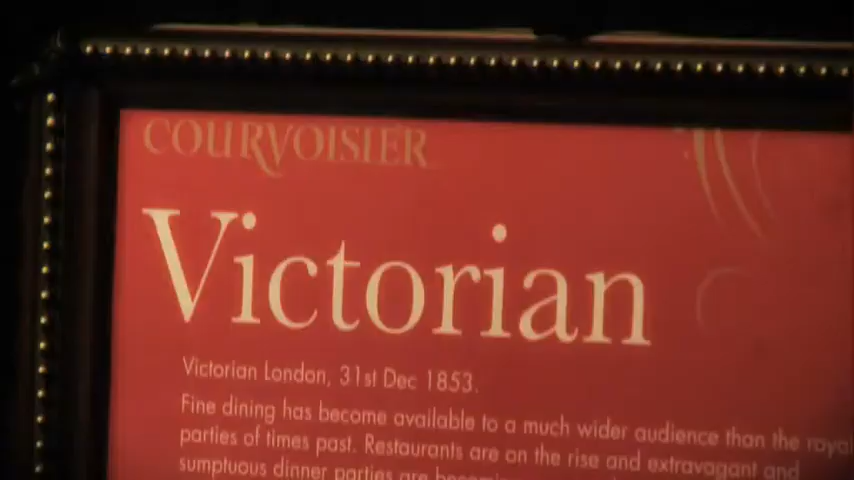 COURVOISIER
Victorian
Victorian London, 31st Dec 1853.
Fine dining has become available to a much wider audience than the royal
parties of times past. Restaurants are on the rise and extravagant and
sumptuous dinner parties are